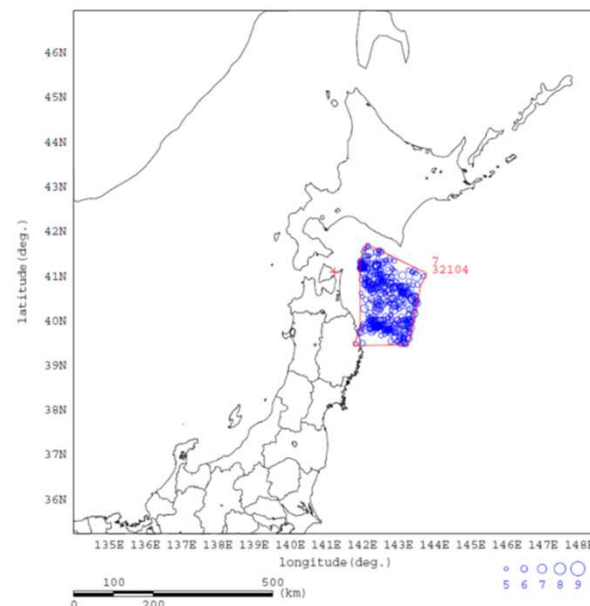 46N
45N
44N
43N
42N
41N
40N
39N
38N
37N
36N
latitude(deg.)
7
32104
135E 136E 137E 138E 139E 140E 141E 142E 143E 144E 145E 146E 147E 148E
longitude(deg.)
100 500
(km)
0 200
5 6 7 8 9